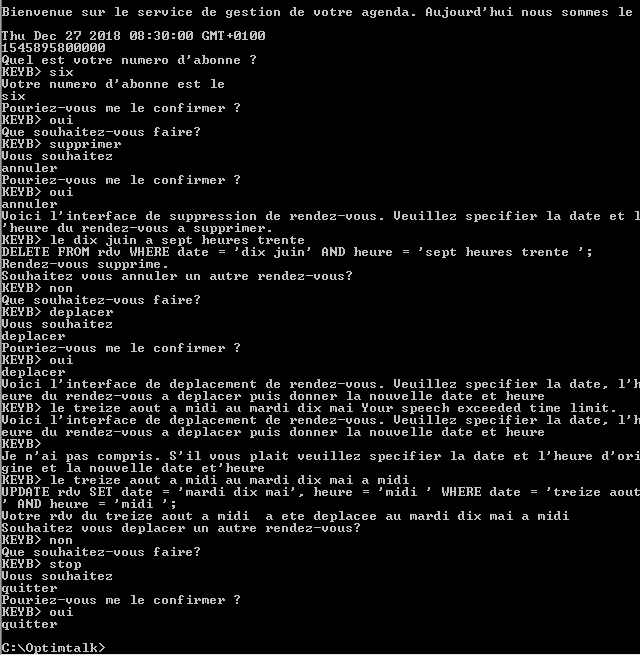 Bienvenue sur le service de gestion de votre agenda. Aujourd'hui nous sommes le
Thu Dec 27 2018 08:30:00 GMT+0100
1545895800000
Quel est votre numero d'abonne ?
KEYB> six
Votre numero d'abonne est le
six
Pouriez-vous me le confirmer ?
KEYB> oui
Que souhaitez-vous faire?
KEYB> supprimer
Vous souhaitez
annuler
Pouriez-vous me le confirmer ?
KEYB> oui
annuler
Voici l'interface de suppression de rendez-vous. Veuillez specifier la date et l
'heure du rendez-vous a supprimer.
KEYB> le dix juin a sept heures trente
DELETE FROM rdv WHERE date = 'dix juin' AND heure = 'sept heures trente ';
Rendez-vous supprime.
Souhaitez vous annuler un autre rendez-vous?
KEYB> non
Que souhaitez-vous faire?
KEYB> deplacer
Vous souhaitez
deplacer
Pouriez-vous me le confirmer ?
KEYB> oui
deplacer
Voici l'interface de deplacement de rendez-vous. Veuillez specifier la date, l'h
eure du rendez-vous a deplacer puis donner la nouvelle date et heure
KEYB> le treize aout a midi au mardi dix mai Your speech exceeded time limit.
Voici l'interface de deplacement de rendez-vous. Veuillez specifier la date, l'h
eure du rendez-vous a deplacer puis donner la nouvelle date et heure
KEYB>
Je n'ai pas compris. S'il vous plait veuillez specifier la date et l'heure d'ori
gine et la nouvelle date et'heure
KEYB> le treize aout a midi au mardi dix mai a midi
UPDATE rdv SET date = 'mardi dix mai', heure = 'midi ' WHERE date = 'treize aout
' AND heure = 'midi ';
Votre rdv du treize aout a midi  a ete deplacee au mardi dix mai a midi
Souhaitez vous deplacer un autre rendez-vous?
KEYB> non
Que souhaitez-vous faire?
KEYB> stop
Vous souhaitez
quitter
Pouriez-vous me le confirmer ?
KEYB> oui
quitter
C:\Optimtalk>